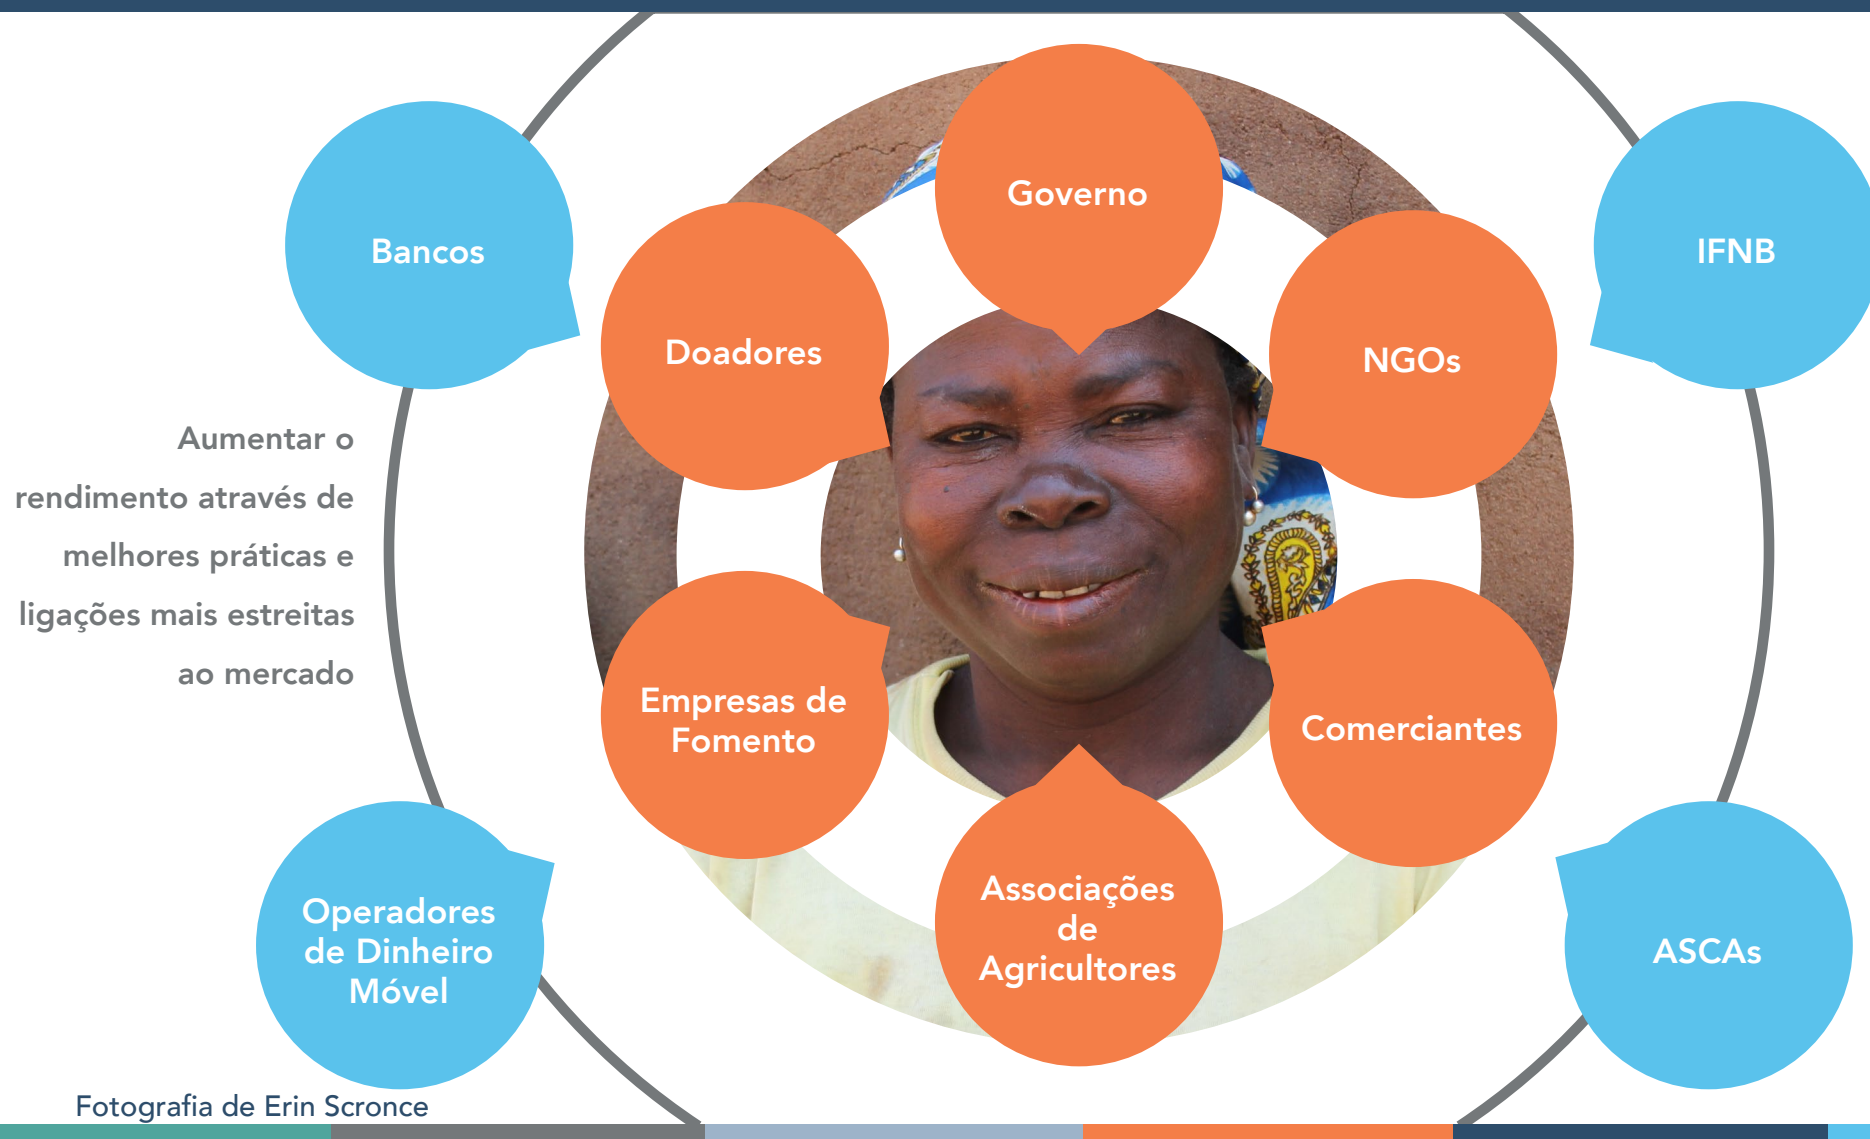 Governo
Bancos
IFNB
Doadores
NGOs
Aumentar o
rendimento através de
melhores práticas e
ligações mais estreitas
ao mercado
Empresas de
Fomento
Comerciantes
Associações
de
Agricultores
Operadores
de Dinheiro
Móvel
ASCAs
Fotografia de Erin Scronce